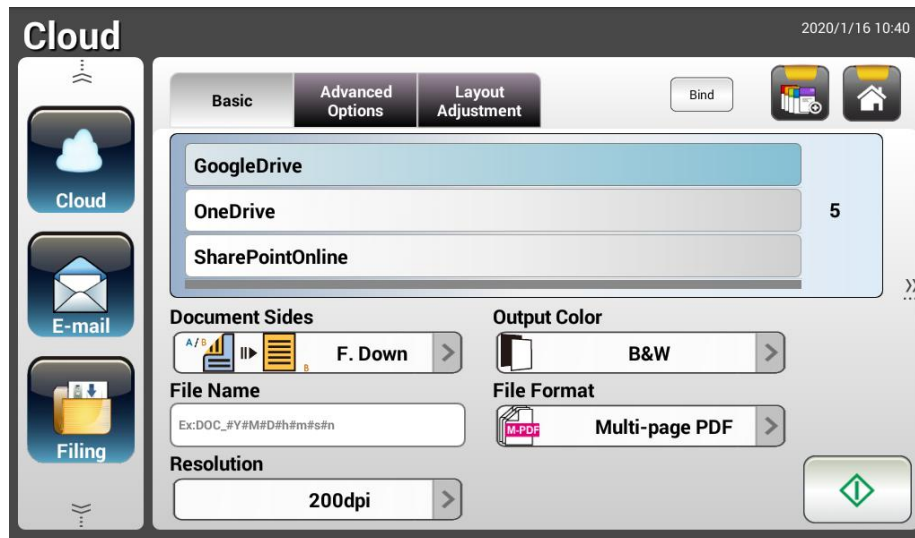 Cloud
2020/1/16 10:40
Basic
Advanced
Options
Layout
Adjustment
Bind
Cloud
E-mail
Filing
GoogleDrive
OneDrive
SharePointOnline
5
Document Sides
A/B
B
F. Down
Output Color
B&W
File Name
Ex:DOC_#Y#M#D#h#m#s#n
File Format
M-PDF
Multi-page PDF
Resolution
200dpi